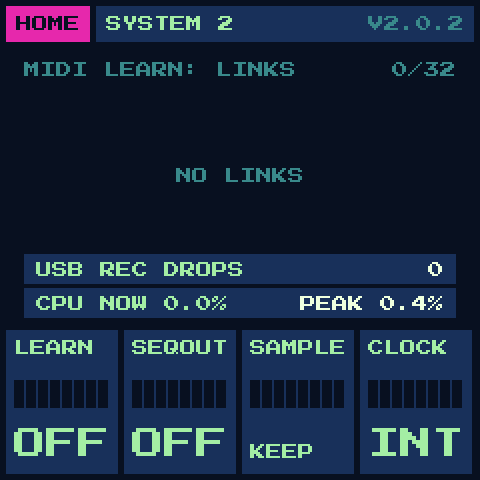 HOME SYSTEM 2 V2.0.2
MIDI LEARN: LINKS 0/32
NO LINKS
USB REC DROPS 0
CPU NOW 0.0% PEAK 0.4%
LEARN SEQOUT SAMPLE CLOCK
OFF OFF KEEP INT